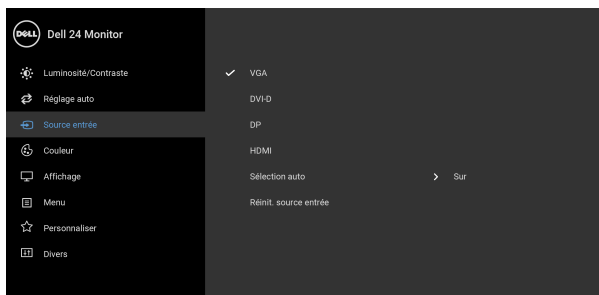 DELL Dell 24 Monitor
Luminosité/Contraste
Réglage auto
Source entrée
Couleur
Affichage
Menu
Personnaliser
Divers
VGA
DVI-D
DP
HDMI
Sélection auto Sur
Réinit. source entrée